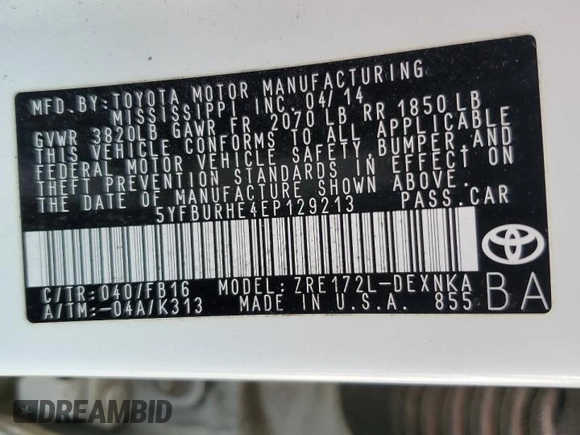 MFD.BY:TOYOTA MOTOR MANUFACTURING
MISSISSIPPI INC. 04/14
GVWR 3820LB GAWR FR 2070 LB RR 1850 LB
THIS VEHICLE CONFORMS TO ALL APPLICABLE
FEDERAL MOTOR VEHICLE SAFETY, BUMPER, AND
THEFT PREVENTION STANDARDS IN EFFECT ON
THE DATE OF MANUFACTURE SHOWN ABOVE.
5YFBURHE4EP129213 PASS.CAR
C/TR: 040/FB16 MODEL: ZRE172L-DEXNKA
A/TM:-04A/K313 MADE IN U.S.A. 855
BA
DREAMBID